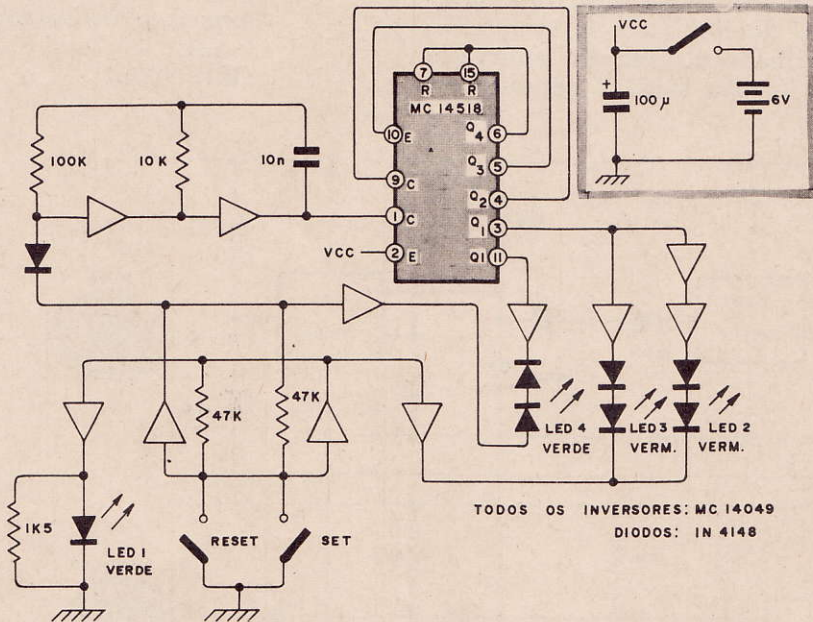 VCC
100 µ
+
6V
7
15
R
R
MC 14518
10 E
Q4 6
Q3 5
9 C
Q2 4
1 C
Q1 3
VCC
2 E
Q1 11
100K
10 K
10n
47K
47K
LED 4
VERDE
LED 3
VERM.
LED 2
VERM.
1K5
LED 1
VERDE
RESET
SET
TODOS OS INVERSORES: MC 14049
DIODOS: 1N 4148